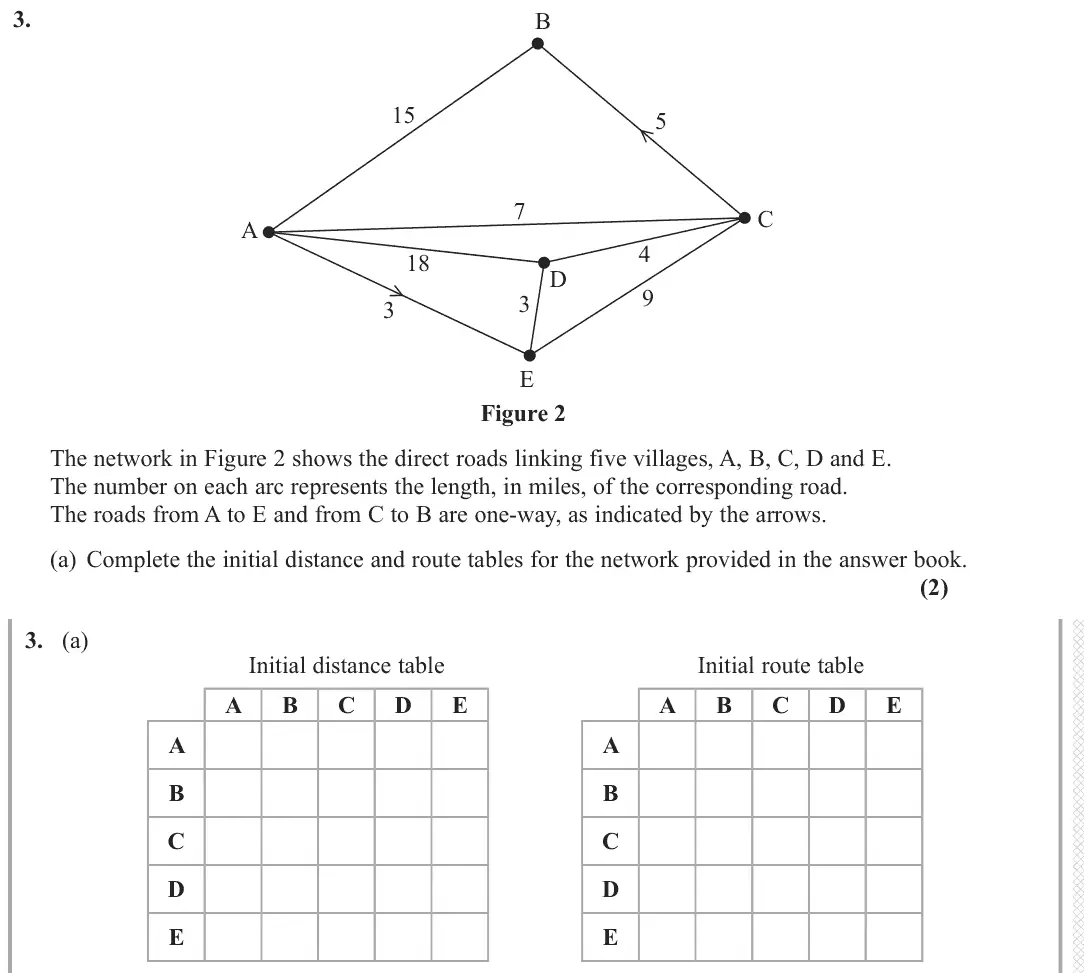 3.
B
15
5
A
7
C
18
4
D
3
3
9
E
Figure 2
The network in Figure 2 shows the direct roads linking five villages, A, B, C, D and E.
The number on each arc represents the length, in miles, of the corresponding road.
The roads from A to E and from C to B are one-way, as indicated by the arrows.
(a) Complete the initial distance and route tables for the network provided in the answer book.
(2)
3. (a)
Initial distance table
A B C D E
A
B
C
D
E
Initial route table
A B C D E
A
B
C
D
E